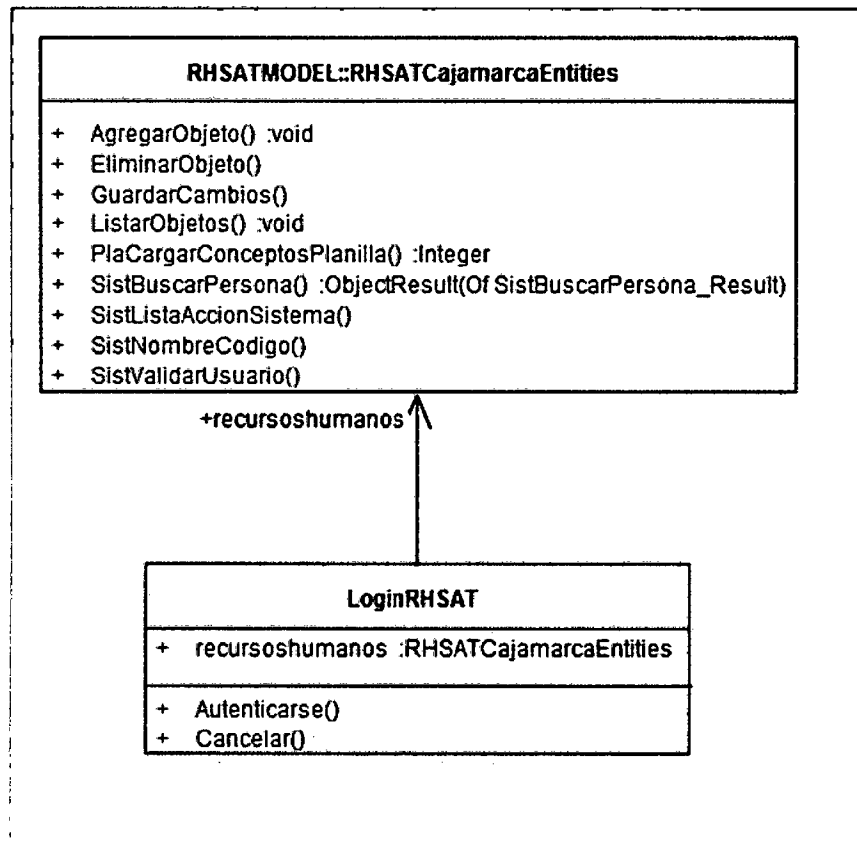 RHSATMODEL::RHSATCajamarcaEntities
+ AgregarObjeto() :void
+ EliminarObjeto()
+ GuardarCambios()
+ ListarObjetos() :void
+ PlaCargarConceptosPlanilla() :Integer
+ SistBuscarPersona() :ObjectResult(Of SistBuscarPersona_Result)
+ SistListaAccionSistema()
+ SistNombreCodigo()
+ SistValidarUsuario()
+recursoshumanos
LoginRHSAT
+ recursoshumanos :RHSATCajamarcaEntities
+ Autenticarse()
+ Cancelar()